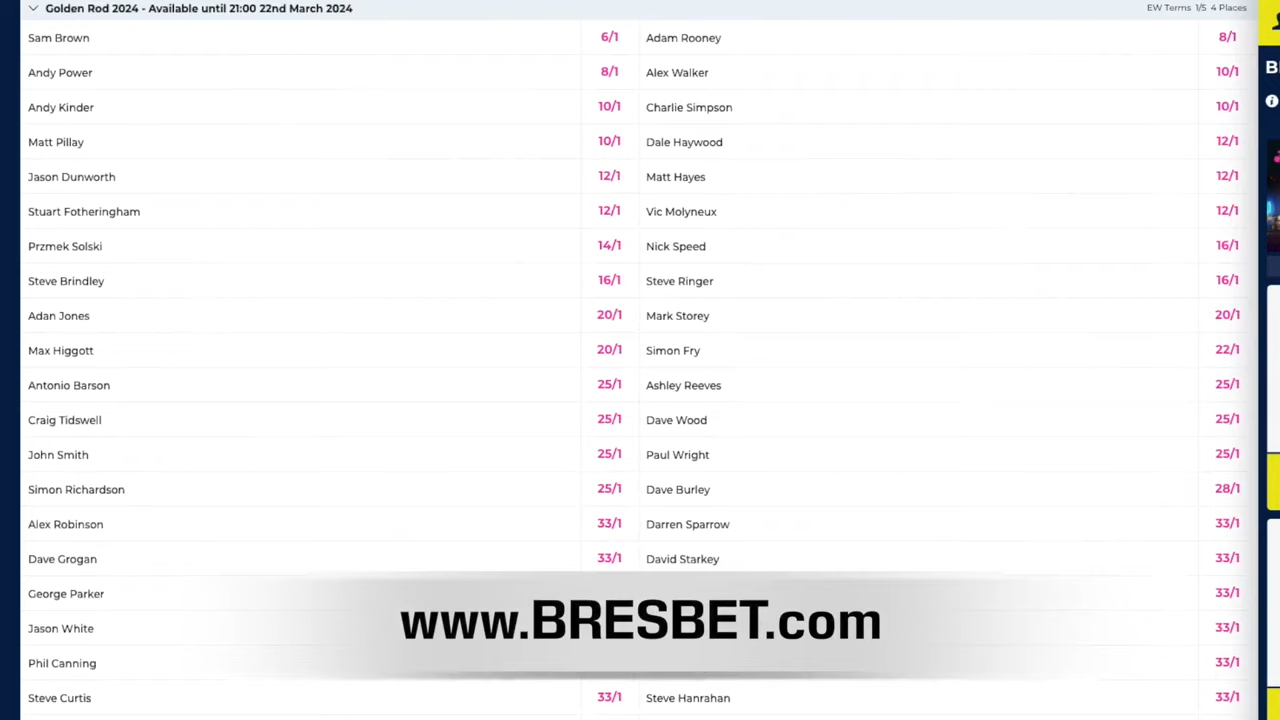 Golden Rod 2024 - Available until 21:00 22nd March 2024 EW Terms 1/5 4 Places
Sam Brown 6/1 Adam Rooney 8/1
Andy Power 8/1 Alex Walker 10/1
Andy Kinder 10/1 Charlie Simpson 10/1
Matt Pillay 10/1 Dale Haywood 12/1
Jason Dunworth 12/1 Matt Hayes 12/1
Stuart Fotheringham 12/1 Vic Molyneux 12/1
Przmek Solski 14/1 Nick Speed 16/1
Steve Brindley 16/1 Steve Ringer 16/1
Adan Jones 20/1 Mark Storey 20/1
Max Higgott 20/1 Simon Fry 22/1
Antonio Barson 25/1 Ashley Reeves 25/1
Craig Tidswell 25/1 Dave Wood 25/1
John Smith 25/1 Paul Wright 25/1
Simon Richardson 25/1 Dave Burley 28/1
Alex Robinson 33/1 Darren Sparrow 33/1
Dave Grogan 33/1 David Starkey 33/1
George Parker 33/1
Jason White 33/1
www.BRESBET.com
Phil Canning 33/1
Steve Curtis 33/1 Steve Hanrahan 33/1